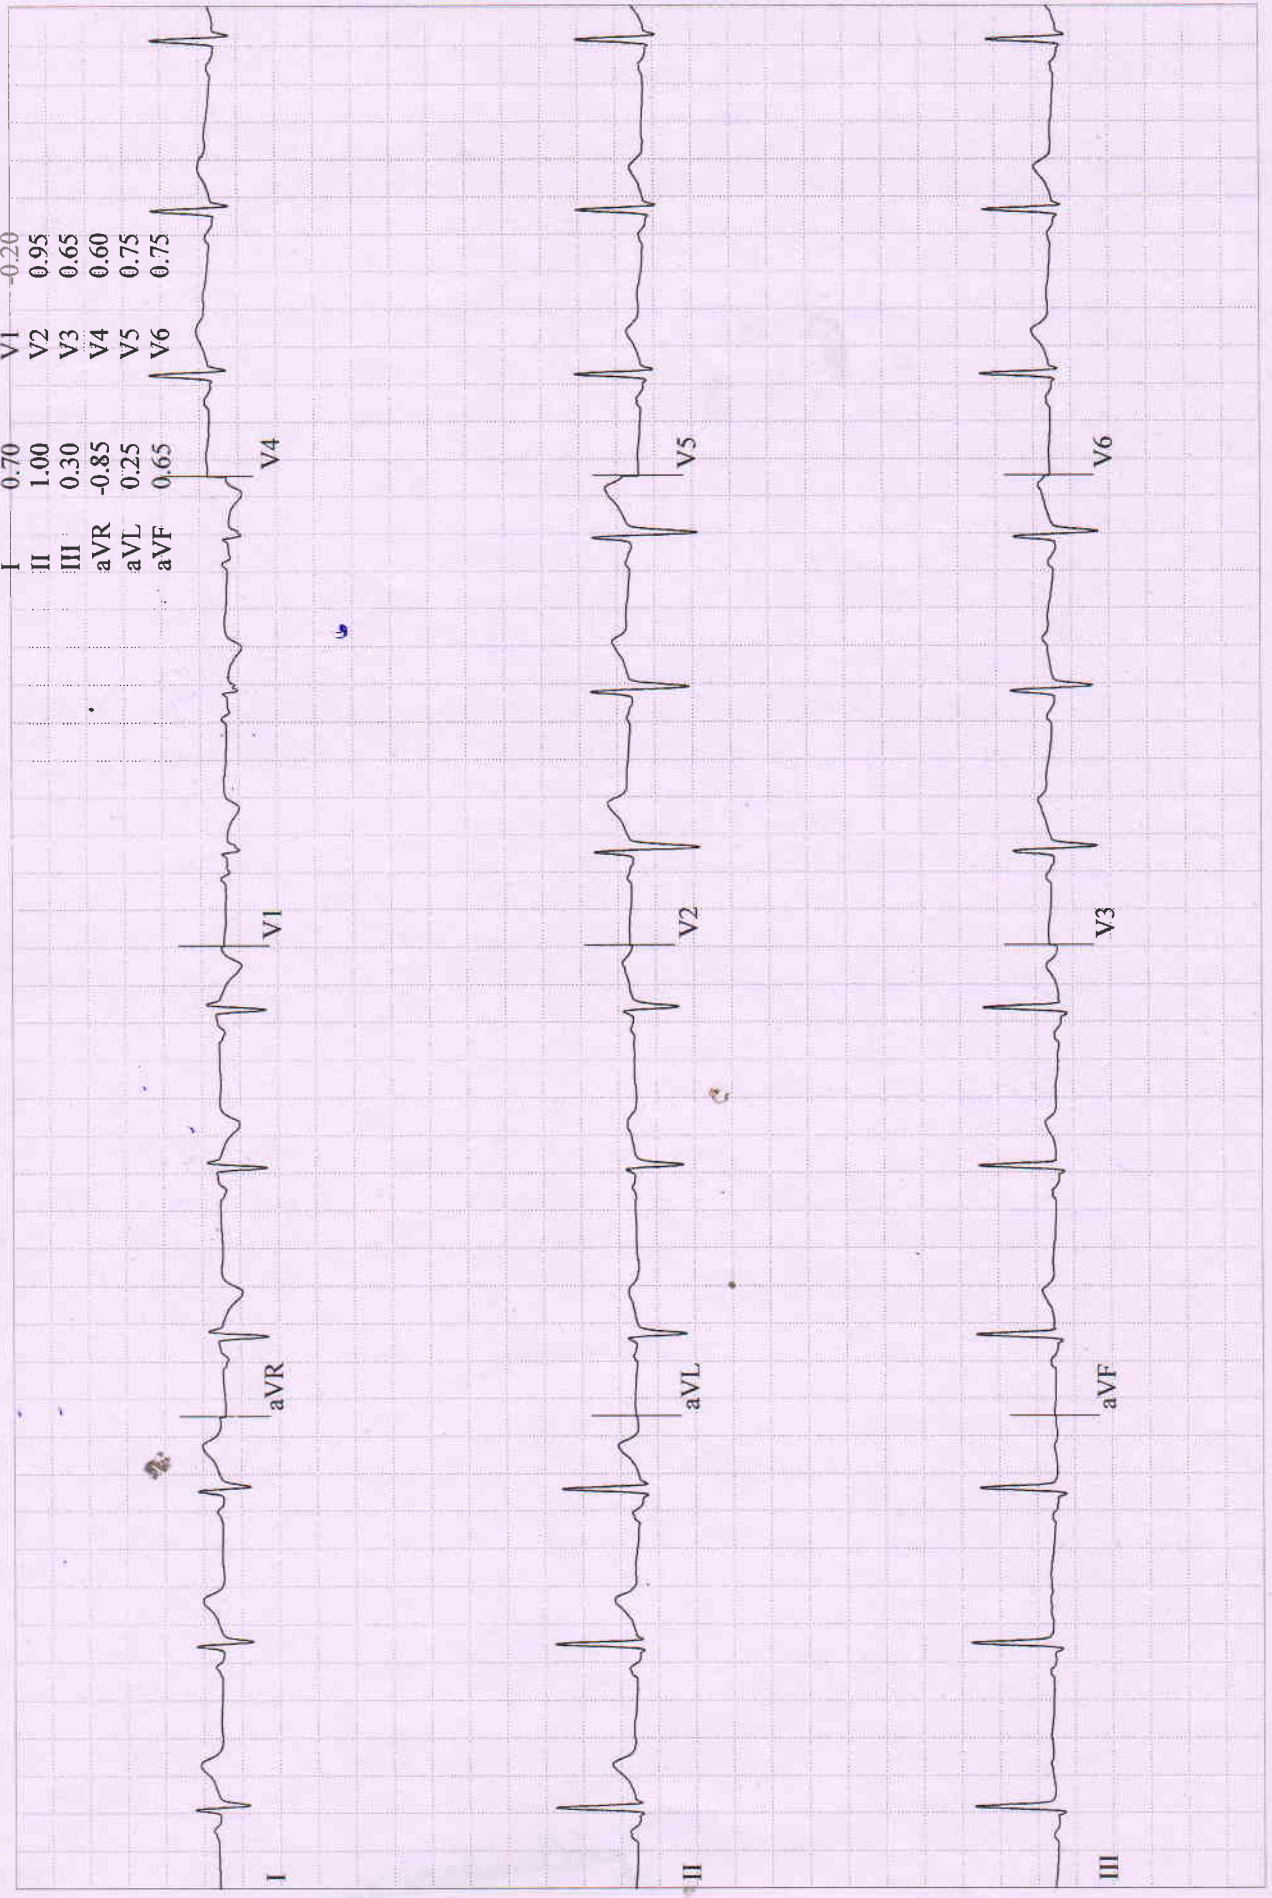 I 0.70 V1 -0.20
II 1.00 V2 0.95
III 0.30 V3 0.65
aVR -0.85 V4 0.60
aVL 0.25 V5 0.75
aVF 0.65 V6 0.75
I aVR V1 V4
II aVL V2 V5
III aVF V3 V6